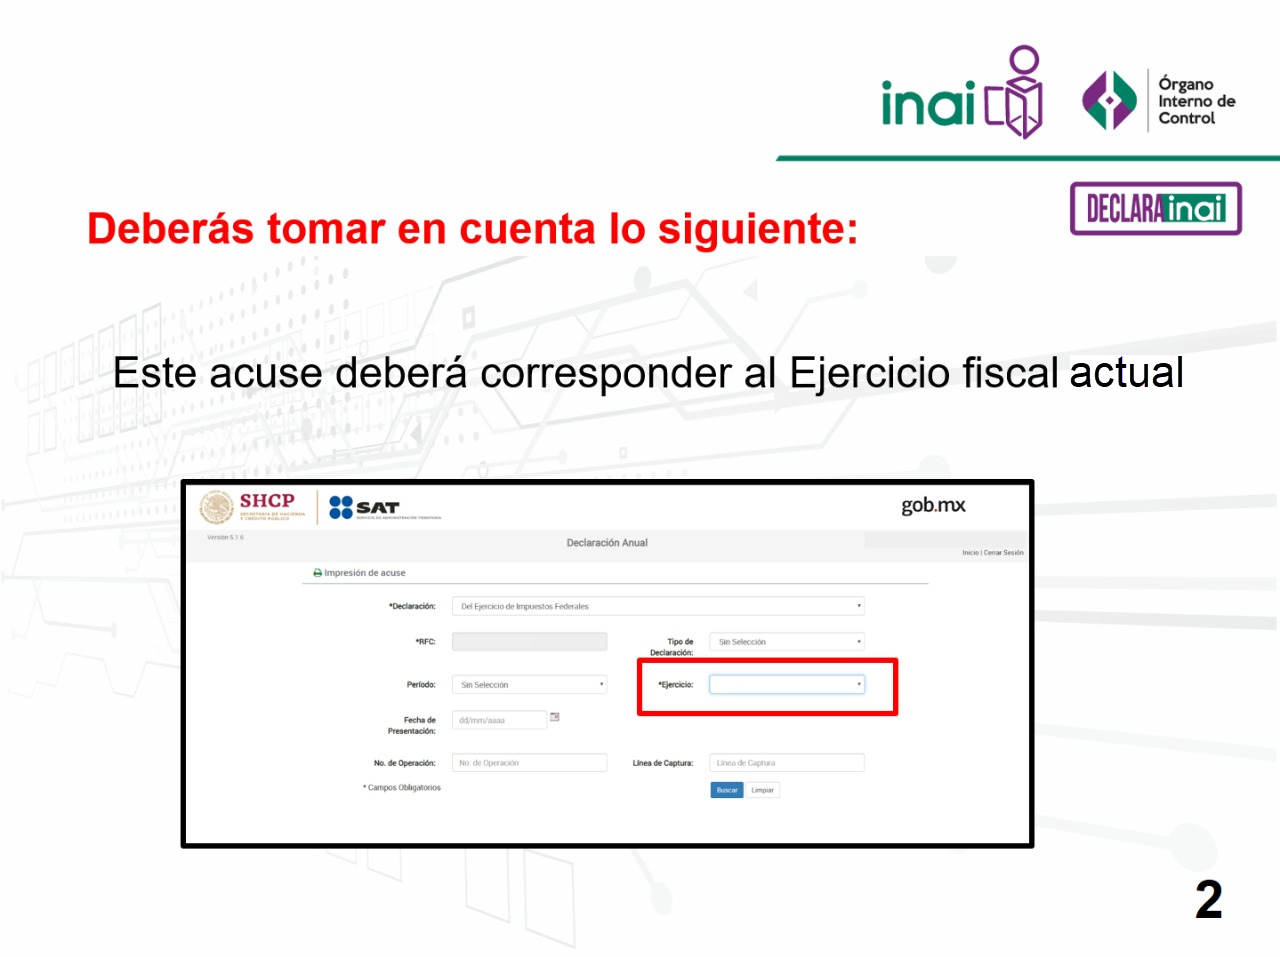 inai
Órgano
Interno de
Control
DECLARAinai
Deberás tomar en cuenta lo siguiente:
Este acuse deberá corresponder al Ejercicio fiscal actual
SHCP
SECRETARÍA DE HACIENDA
Y CRÉDITO PÚBLICO
SAT
SERVICIO DE ADMINISTRACIÓN TRIBUTARIA
gob.mx
Versión 5.1.6
Declaración Anual
Inicio | Cerrar Sesión
Impresión de acuse
*Declaración: Del Ejercicio de Impuestos Federales
*RFC: Tipo de Declaración: Sin Selección
Período: Sin Selección *Ejercicio:
Fecha de Presentación: dd/mm/aaaa
No. de Operación: No. de Operación Línea de Captura: Línea de Captura
* Campos Obligatorios Buscar Limpiar
2